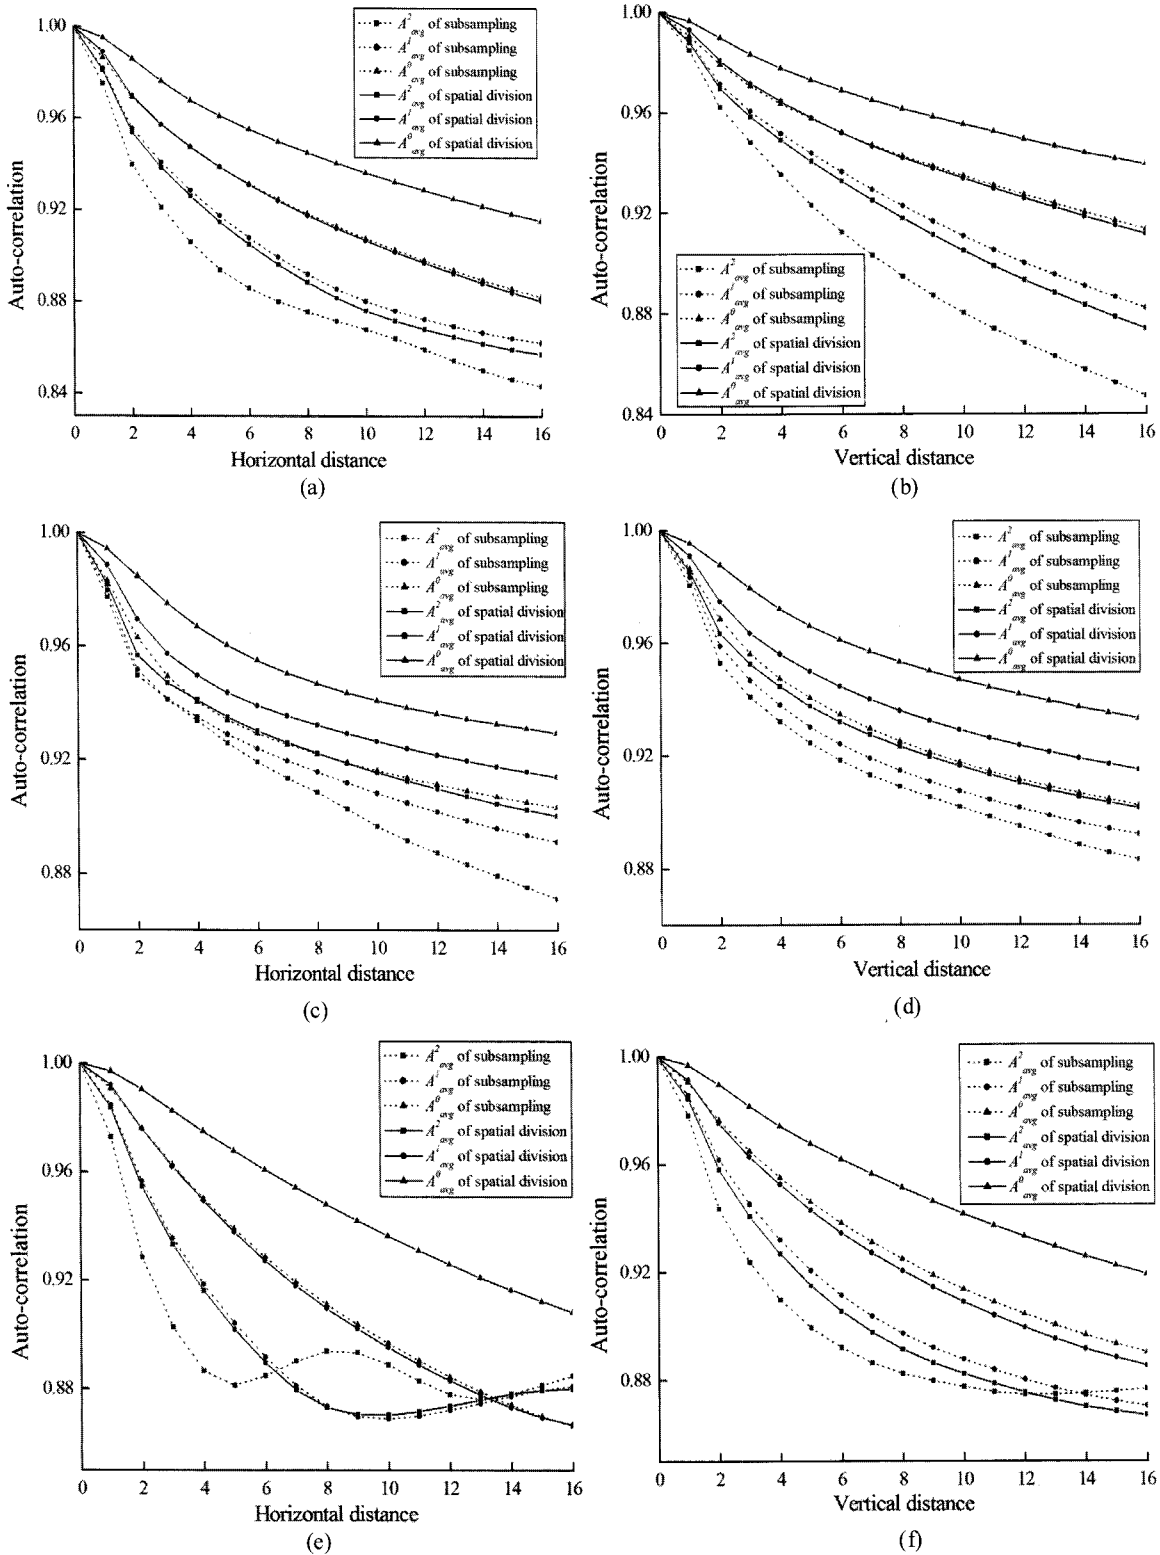 1.00
0.96
0.92
0.88
0.84
Auto-correlation
A²avg of subsampling
A¹avg of subsampling
A⁰avg of subsampling
A²avg of spatial division
A¹avg of spatial division
A⁰avg of spatial division
0 2 4 6 8 10 12 14 16
Horizontal distance
(a)
1.00
0.96
0.92
0.88
0.84
Auto-correlation
A²avg of subsampling
A¹avg of subsampling
A⁰avg of subsampling
A²avg of spatial division
A¹avg of spatial division
A⁰avg of spatial division
0 2 4 6 8 10 12 14 16
Vertical distance
(b)
1.00
0.96
0.92
0.88
Auto-correlation
A²avg of subsampling
A¹avg of subsampling
A⁰avg of subsampling
A²avg of spatial division
A¹avg of spatial division
A⁰avg of spatial division
0 2 4 6 8 10 12 14 16
Horizontal distance
(c)
1.00
0.96
0.92
0.88
Auto-correlation
A²avg of subsampling
A¹avg of subsampling
A⁰avg of subsampling
A²avg of spatial division
A¹avg of spatial division
A⁰avg of spatial division
0 2 4 6 8 10 12 14 16
Vertical distance
(d)
1.00
0.96
0.92
0.88
Auto-correlation
A²avg of subsampling
A¹avg of subsampling
A⁰avg of subsampling
A²avg of spatial division
A¹avg of spatial division
A⁰avg of spatial division
0 2 4 6 8 10 12 14 16
Horizontal distance
(e)
1.00
0.96
0.92
0.88
Auto-correlation
A²avg of subsampling
A¹avg of subsampling
A⁰avg of subsampling
A²avg of spatial division
A¹avg of spatial division
A⁰avg of spatial division
0 2 4 6 8 10 12 14 16
Vertical distance
(f)